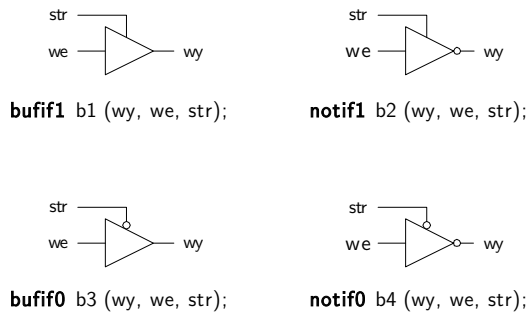 str
we wy
bufif1 b1 (wy, we, str);
str
we wy
notif1 b2 (wy, we, str);
str
we wy
bufif0 b3 (wy, we, str);
str
we wy
notif0 b4 (wy, we, str);